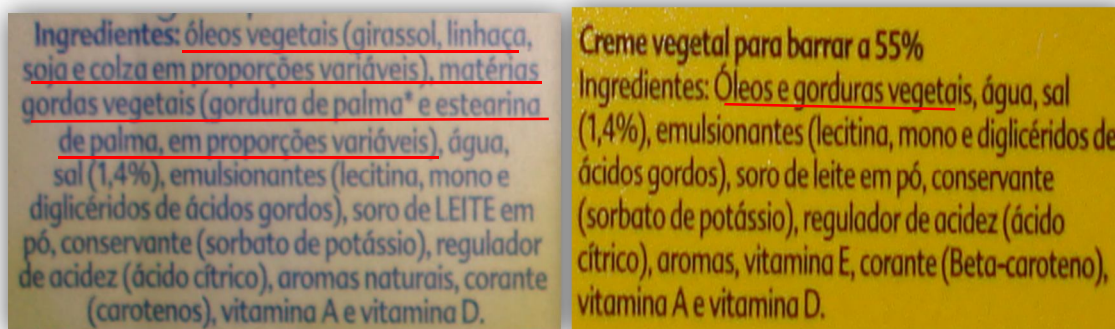 Ingredientes: óleos vegetais (girassol, linhaça,
soja e colza em proporções variáveis), matérias
gordas vegetais (gordura de palma* e estearina
de palma, em proporções variáveis), água,
sal (1,4%), emulsionantes (lecitina, mono e
diglicéridos de ácidos gordos), soro de LEITE em
pó, conservante (sorbato de potássio), regulador
de acidez (ácido cítrico), aromas naturais, corante
(carotenos), vitamina A e vitamina D.
Creme vegetal para barrar a 55%
Ingredientes: Óleos e gorduras vegetais, água, sal
(1,4%), emulsionantes (lecitina, mono e diglicéridos de
ácidos gordos), soro de leite em pó, conservante
(sorbato de potássio), regulador de acidez (ácido
cítrico), aromas, vitamina E, corante (Beta-caroteno),
vitamina A e vitamina D.